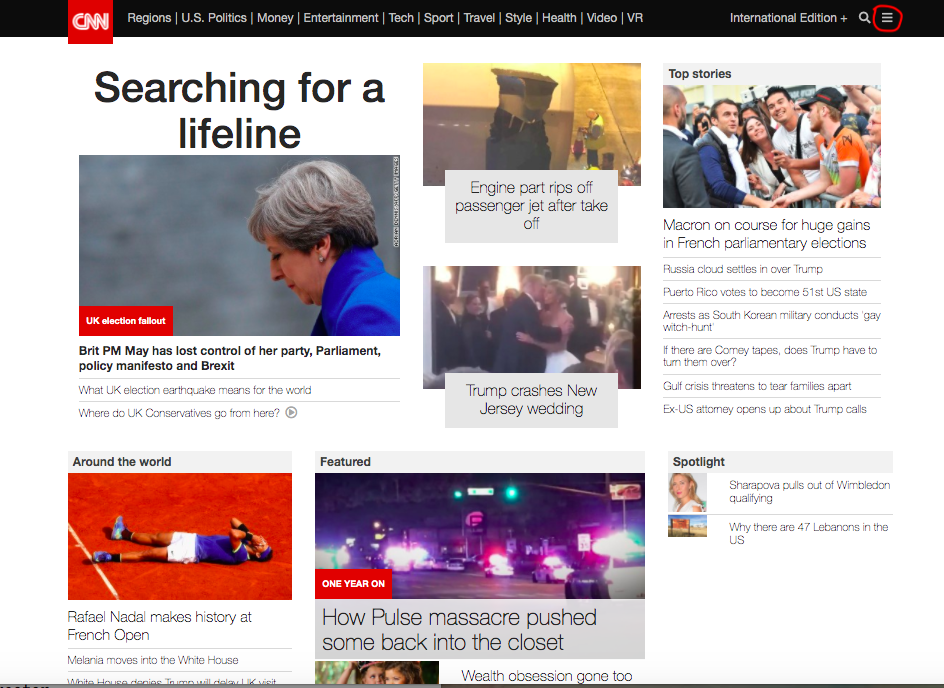 CNN
Regions | U.S. Politics | Money | Entertainment | Tech | Sport | Travel | Style | Health | Video | VR
International Edition +
Searching for a
lifeline
UK election fallout
Brit PM May has lost control of her party, Parliament,
policy manifesto and Brexit
What UK election earthquake means for the world
Where do UK Conservatives go from here?
Engine part rips off
passenger jet after take
off
Trump crashes New
Jersey wedding
Top stories
Macron on course for huge gains
in French parliamentary elections
Russia cloud settles in over Trump
Puerto Rico votes to become 51st US state
Arrests as South Korean military conducts 'gay
witch-hunt'
If there are Comey tapes, does Trump have to
turn them over?
Gulf crisis threatens to tear families apart
Ex-US attorney opens up about Trump calls
Around the world
Rafael Nadal makes history at
French Open
Melania moves into the White House
White House denies Trump will delay UK visit
Featured
ONE YEAR ON
How Pulse massacre pushed
some back into the closet
Wealth obsession gone too
Spotlight
Sharapova pulls out of Wimbledon
qualifying
Why there are 47 Lebanons in the
US